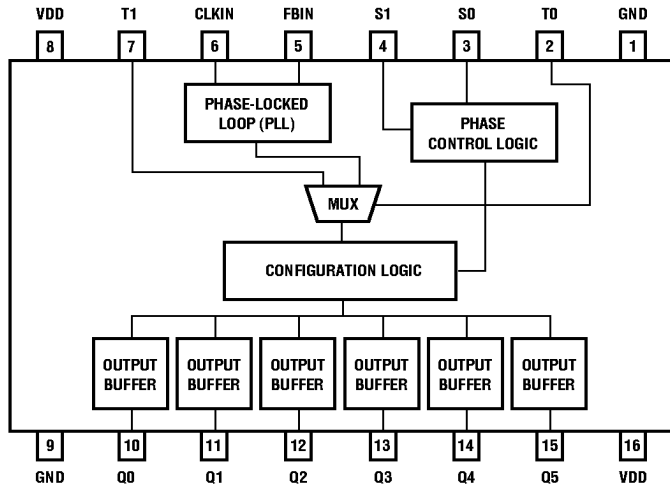 VDD T1 CLKIN FBIN S1 S0 T0 GND
8 7 6 5 4 3 2 1
PHASE-LOCKED
LOOP (PLL)
PHASE
CONTROL LOGIC
MUX
CONFIGURATION LOGIC
OUTPUT OUTPUT OUTPUT OUTPUT OUTPUT OUTPUT
BUFFER BUFFER BUFFER BUFFER BUFFER BUFFER
9 10 11 12 13 14 15 16
GND Q0 Q1 Q2 Q3 Q4 Q5 VDD